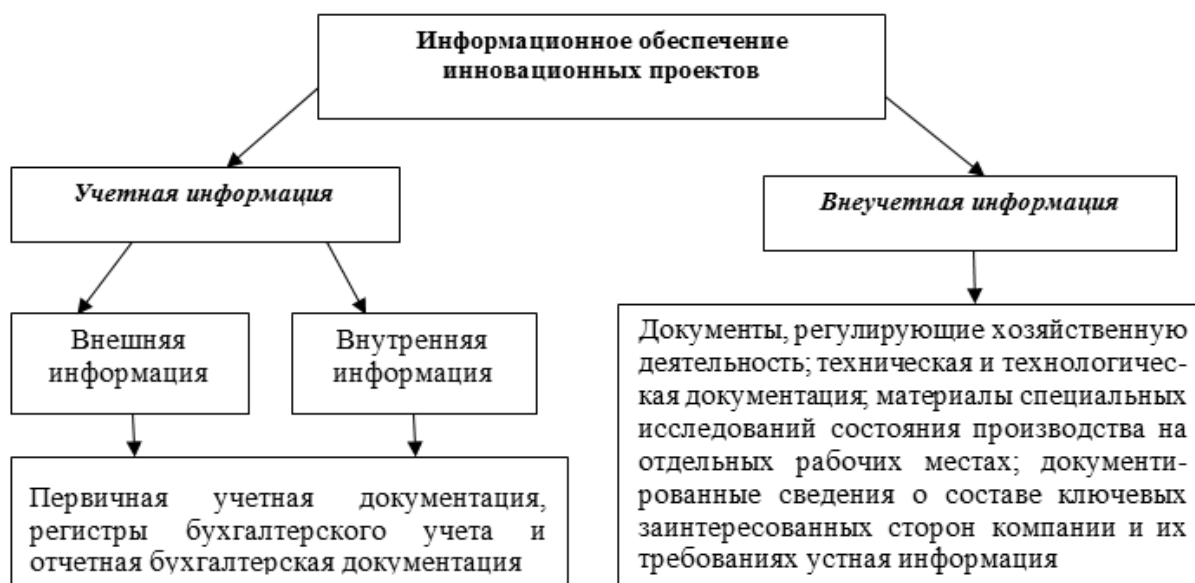 Информационное обеспечение
инновационных проектов
Учетная информация
Внеучетная информация
Внешняя
информация
Внутренняя
информация
Документы, регулирующие хозяйственную
деятельность; техническая и технологичес-
кая документация; материалы специальных
исследований состояния производства на
отдельных рабочих местах; документи-
рованные сведения о составе ключевых
заинтересованных сторон компании и их
требованиях устная информация
Первичная учетная документация,
регистры бухгалтерского учета и
отчетная бухгалтерская документация